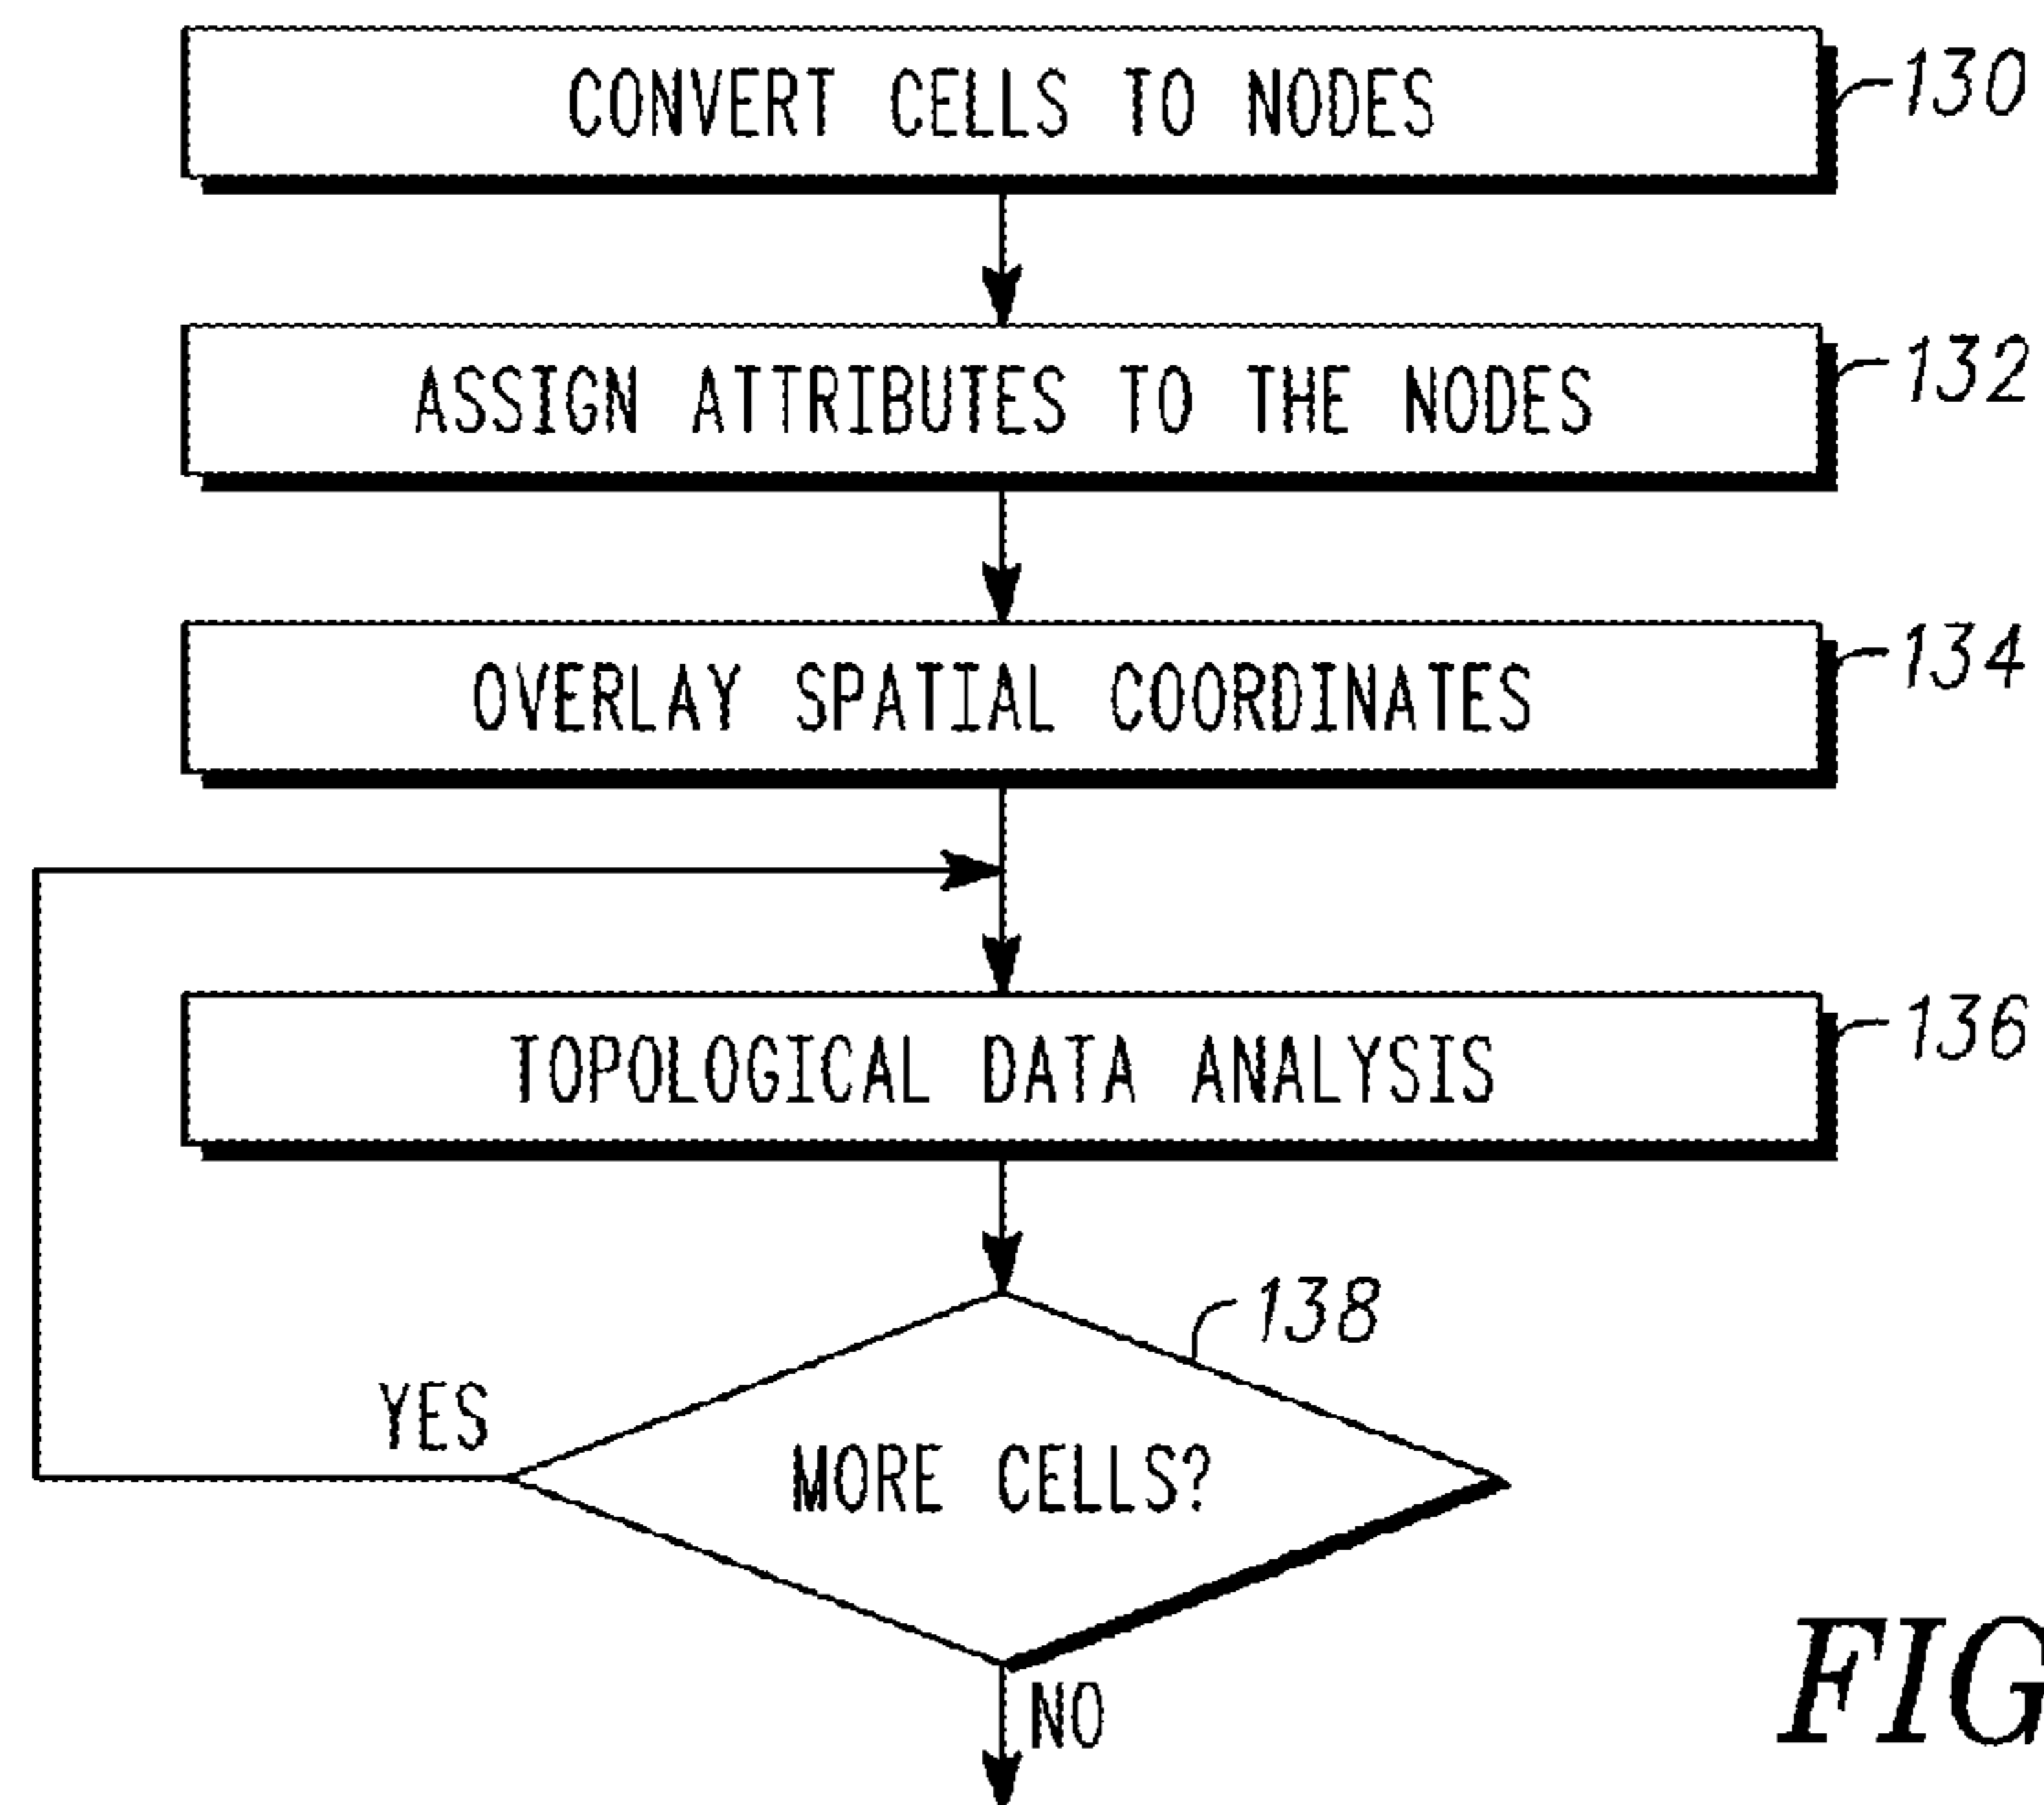 CONVERT CELLS TO NODES
130
ASSIGN ATTRIBUTES TO THE NODES
132
OVERLAY SPATIAL COORDINATES
134
TOPOLOGICAL DATA ANALYSIS
136
138
YES
MORE CELLS?
NO
FIG